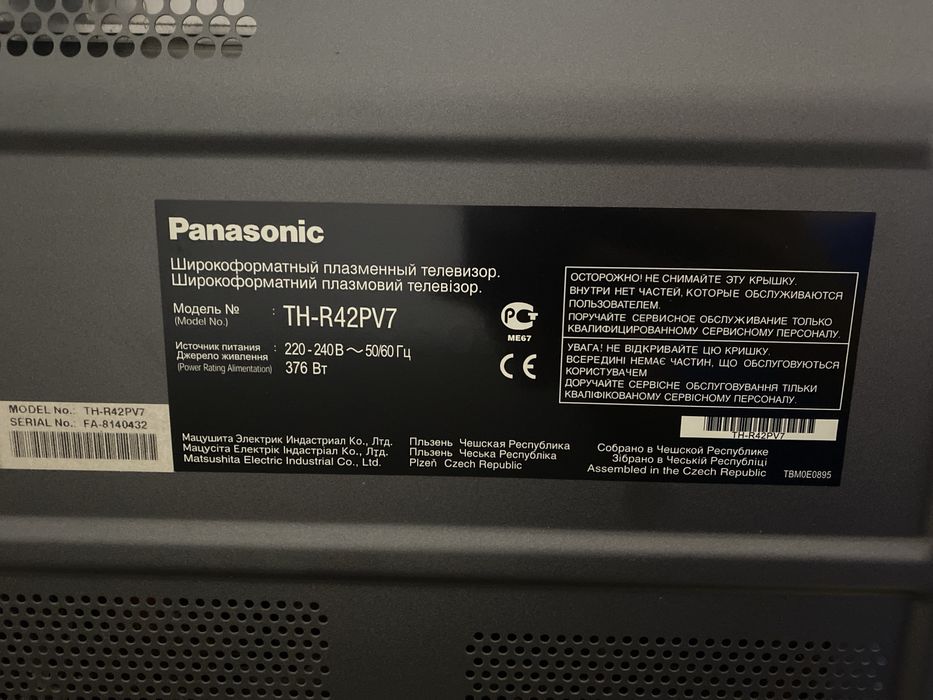 Panasonic
Широкоформатный плазменный телевизор.
Широкоформатний плазмовий телевізор.
Модель №
(Model No.)
: TH-R42PV7
Источник питания
Джерело живлення
(Power Rating Alimentation)
: 220-240В～50/60 Гц
376 Вт
РСТ
ME67
CE
ОСТОРОЖНО! НЕ СНИМАЙТЕ ЭТУ КРЫШКУ.
ВНУТРИ НЕТ ЧАСТЕЙ, КОТОРЫЕ ОБСЛУЖИВАЮТСЯ
ПОЛЬЗОВАТЕЛЕМ.
ПОРУЧАЙТЕ СЕРВИСНОЕ ОБСЛУЖИВАНИЕ ТОЛЬКО
КВАЛИФИЦИРОВАННОМУ СЕРВИСНОМУ ПЕРСОНАЛУ.
УВАГА! НЕ ВІДКРИВАЙТЕ ЦЮ КРИШКУ.
ВСЕРЕДИНІ НЕМАЄ ЧАСТИН, ЩО ОБСЛУГОВУЮТЬСЯ
КОРИСТУВАЧЕМ
ДОРУЧАЙТЕ СЕРВІСНЕ ОБСЛУГОВУВАННЯ ТІЛЬКИ
КВАЛІФІКОВАНОМУ СЕРВІСНОМУ ПЕРСОНАЛУ.
TH-R42PV7
MODEL No.: TH-R42PV7
SERIAL No.: FA-8140432
Мацушита Электрик Индастриал Ко., Лтд.
Мацусіта Електрік Індастріал Ко., Лтд.
Matsushita Electric Industrial Co., Ltd.
Пльзень Чешская Республика
Пльзень Чеська Республіка
Plzeň Czech Republic
Собрано в Чешской Республике
Зібрано в Чеській Республіці
Assembled in the Czech Republic
TBM0E0895